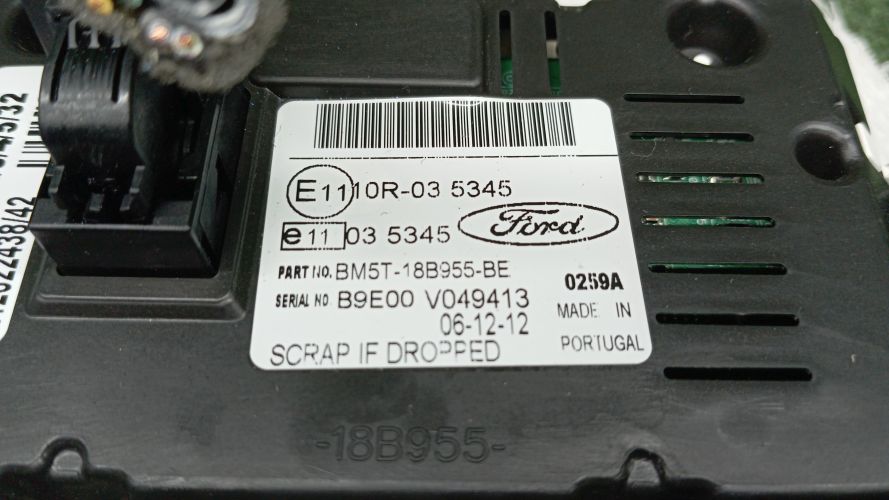 E11 10R-03 5345
e11 03 5345 Ford
PART NO. BM5T-18B955-BE 0259A
SERIAL NO. B9E00 V049413 MADE IN
06-12-12 PORTUGAL
SCRAP IF DROPPED
-18B955-